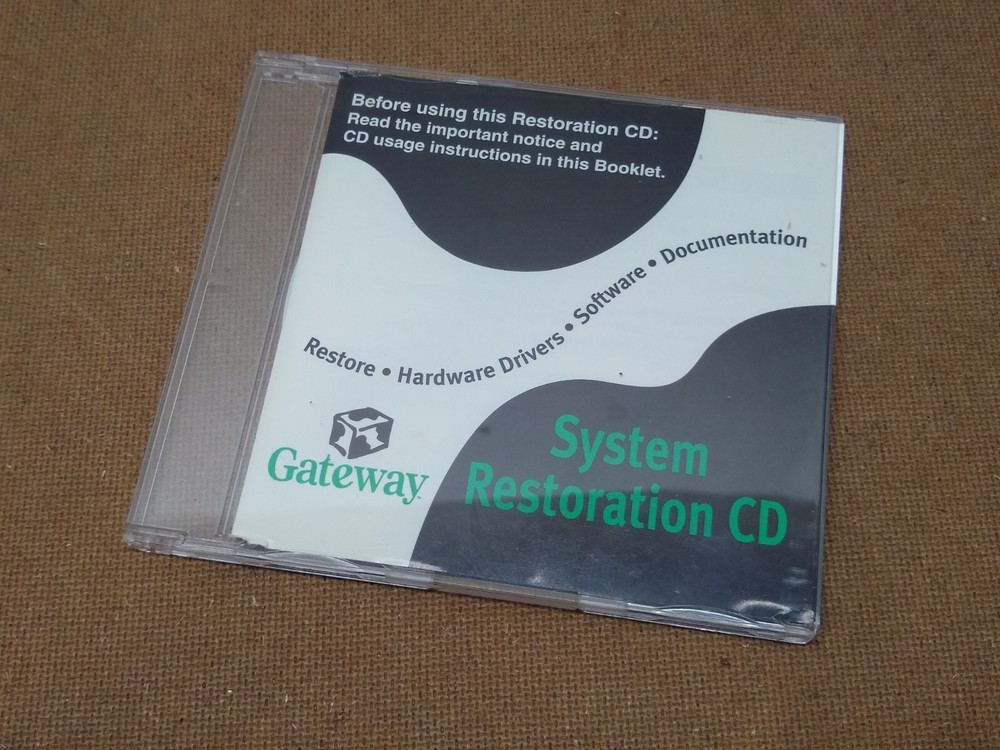 Before using this Restoration CD:
Read the important notice and
CD usage instructions in this Booklet.
Restore • Hardware Drivers • Software • Documentation
Gateway
System
Restoration CD